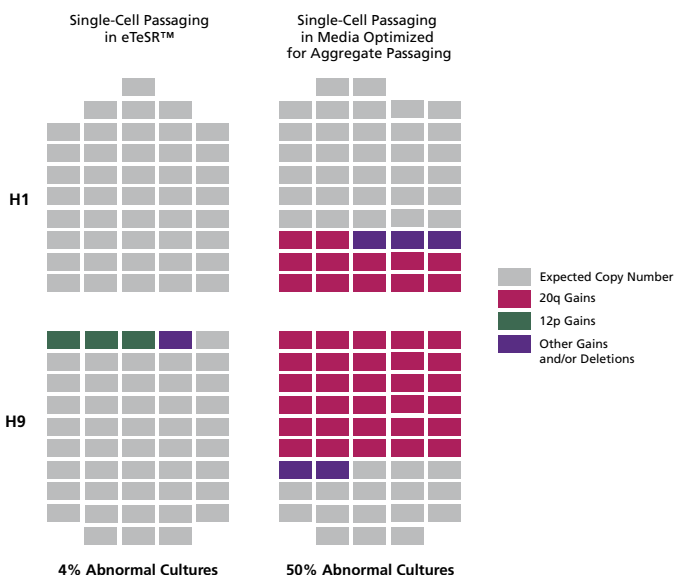 Single-Cell Passaging
in eTeSR™
Single-Cell Passaging
in Media Optimized
for Aggregate Passaging
H1
H9
Expected Copy Number
20q Gains
12p Gains
Other Gains
and/or Deletions
4% Abnormal Cultures
50% Abnormal Cultures